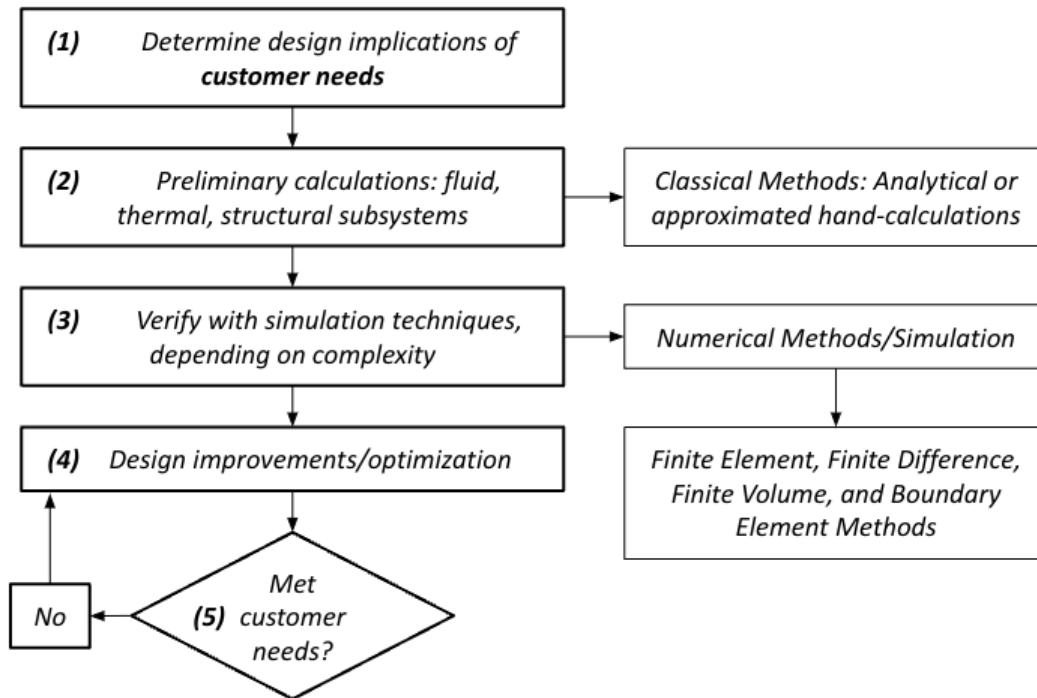 (1) Determine design implications of
customer needs
(2) Preliminary calculations: fluid,
thermal, structural subsystems
Classical Methods: Analytical or
approximated hand-calculations
(3) Verify with simulation techniques,
depending on complexity
Numerical Methods/Simulation
(4) Design improvements/optimization
Finite Element, Finite Difference,
Finite Volume, and Boundary
Element Methods
Met
(5) customer
needs?
No